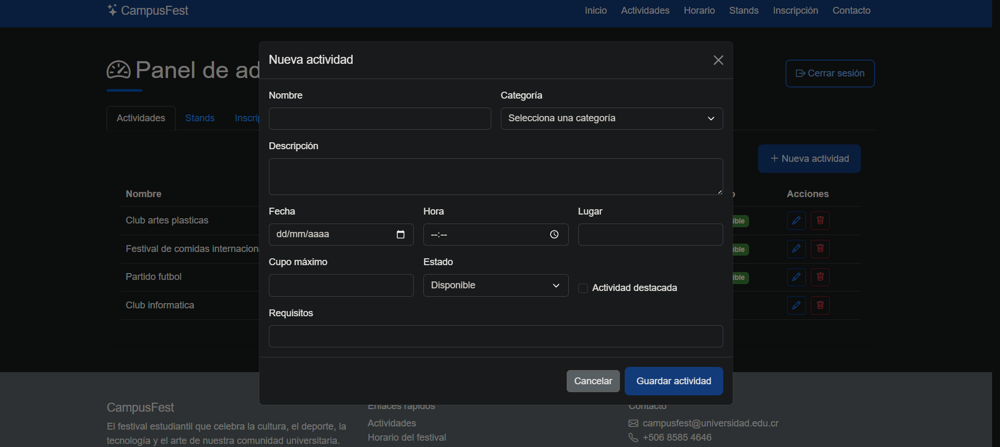 CampusFest
Inicio Actividades Horario Stands Inscripción Contacto
Nueva actividad
Panel de ad
Cerrar sesión
Nombre Categoría
Actividades Stands Inscrip
Selecciona una categoría
Descripción
+ Nueva actividad
Nombre Acciones
Fecha Hora Lugar
Club artes plasticas
ible
dd/mm/aaaa --:--
Festival de comidas internaciona
ible
Cupo máximo Estado
Partido futbol
ible
Disponible
Actividad destacada
Club informatica
Requisitos
Cancelar Guardar actividad
CampusFest Enlaces rápidos Contacto
El festival estudiantil que celebra la cultura, el deporte, la
tecnología y el arte de nuestra comunidad universitaria.
Actividades
Horario del festival
campusfest@universidad.edu.cr
+506 8585 4646